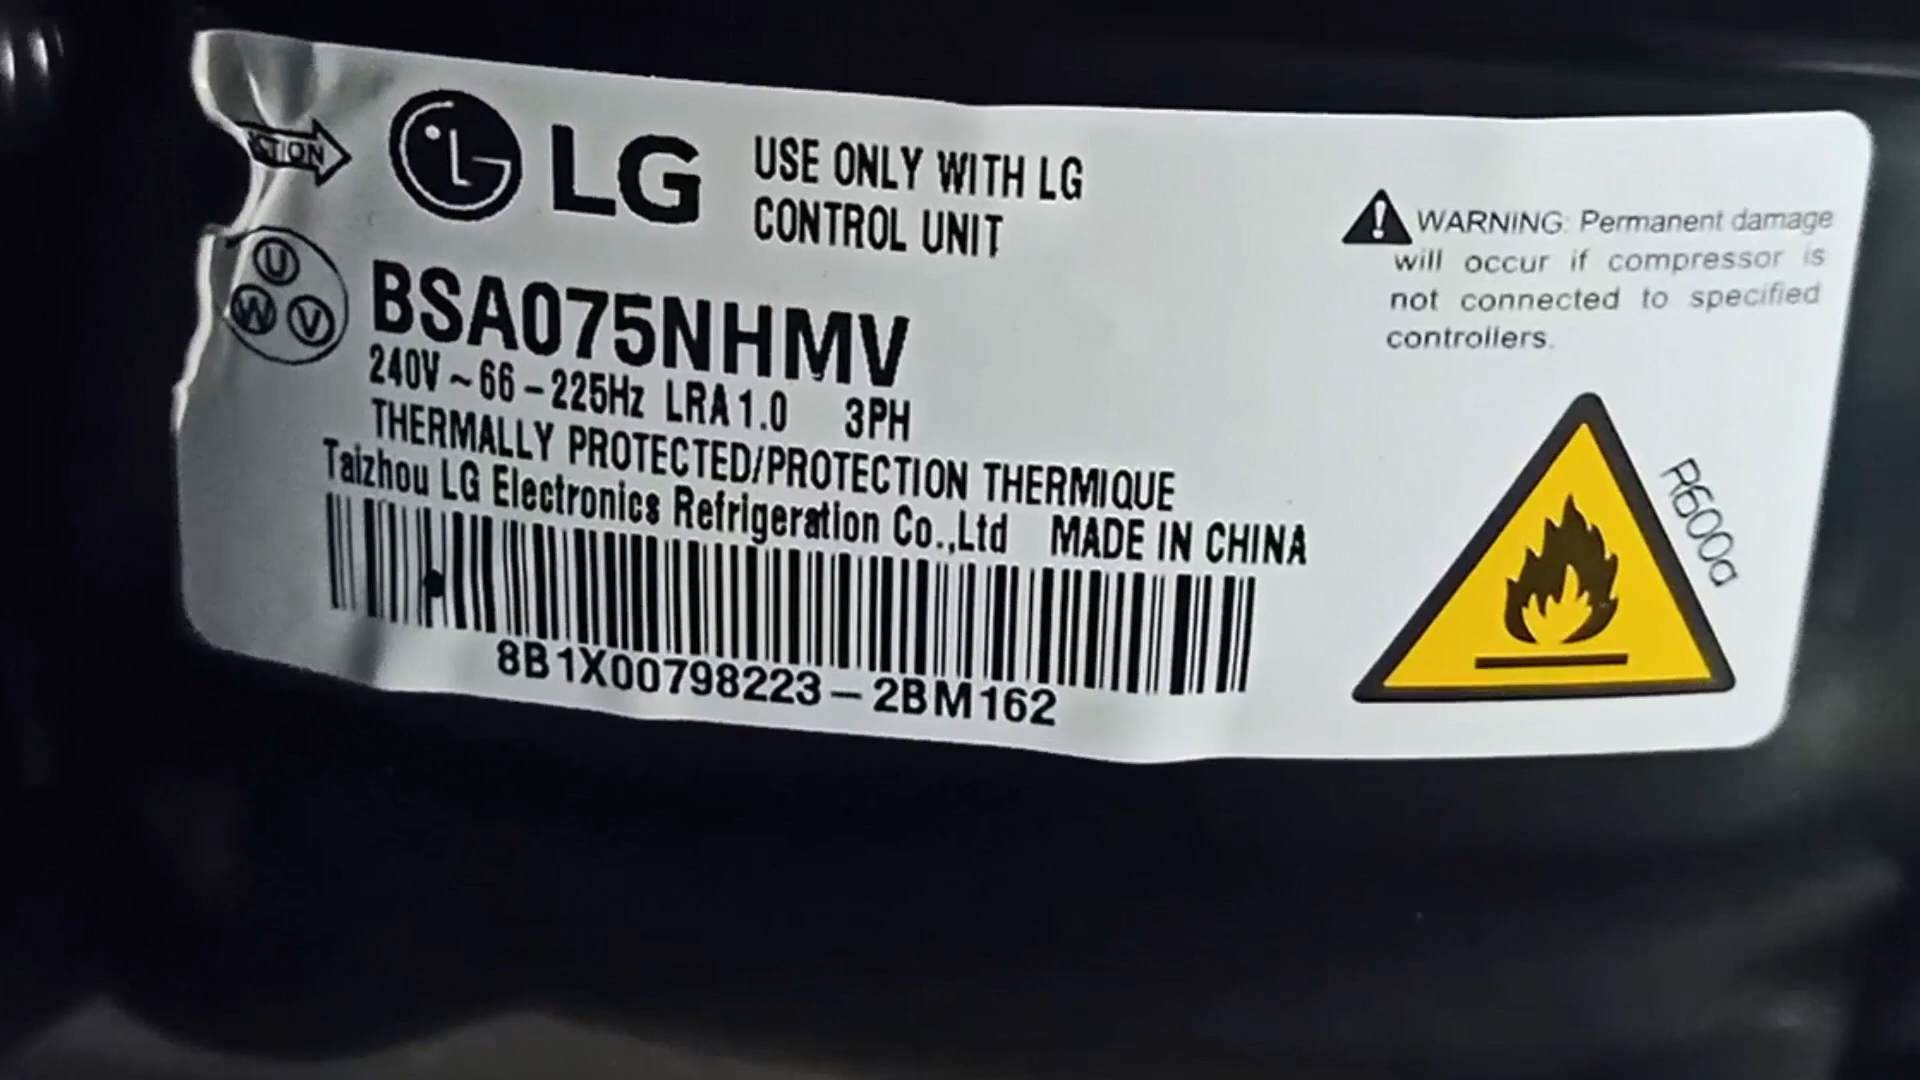 LG
USE ONLY WITH LG
CONTROL UNIT
U
W V
BSA075NHMV
240V ~ 66 - 225Hz LRA 1.0 3PH
THERMALLY PROTECTED/PROTECTION THERMIQUE
Taizhou LG Electronics Refrigeration Co.,Ltd MADE IN CHINA
8B1X00798223-2BM162
WARNING: Permanent damage
will occur if compressor is
not connected to specified
controllers.
R600a